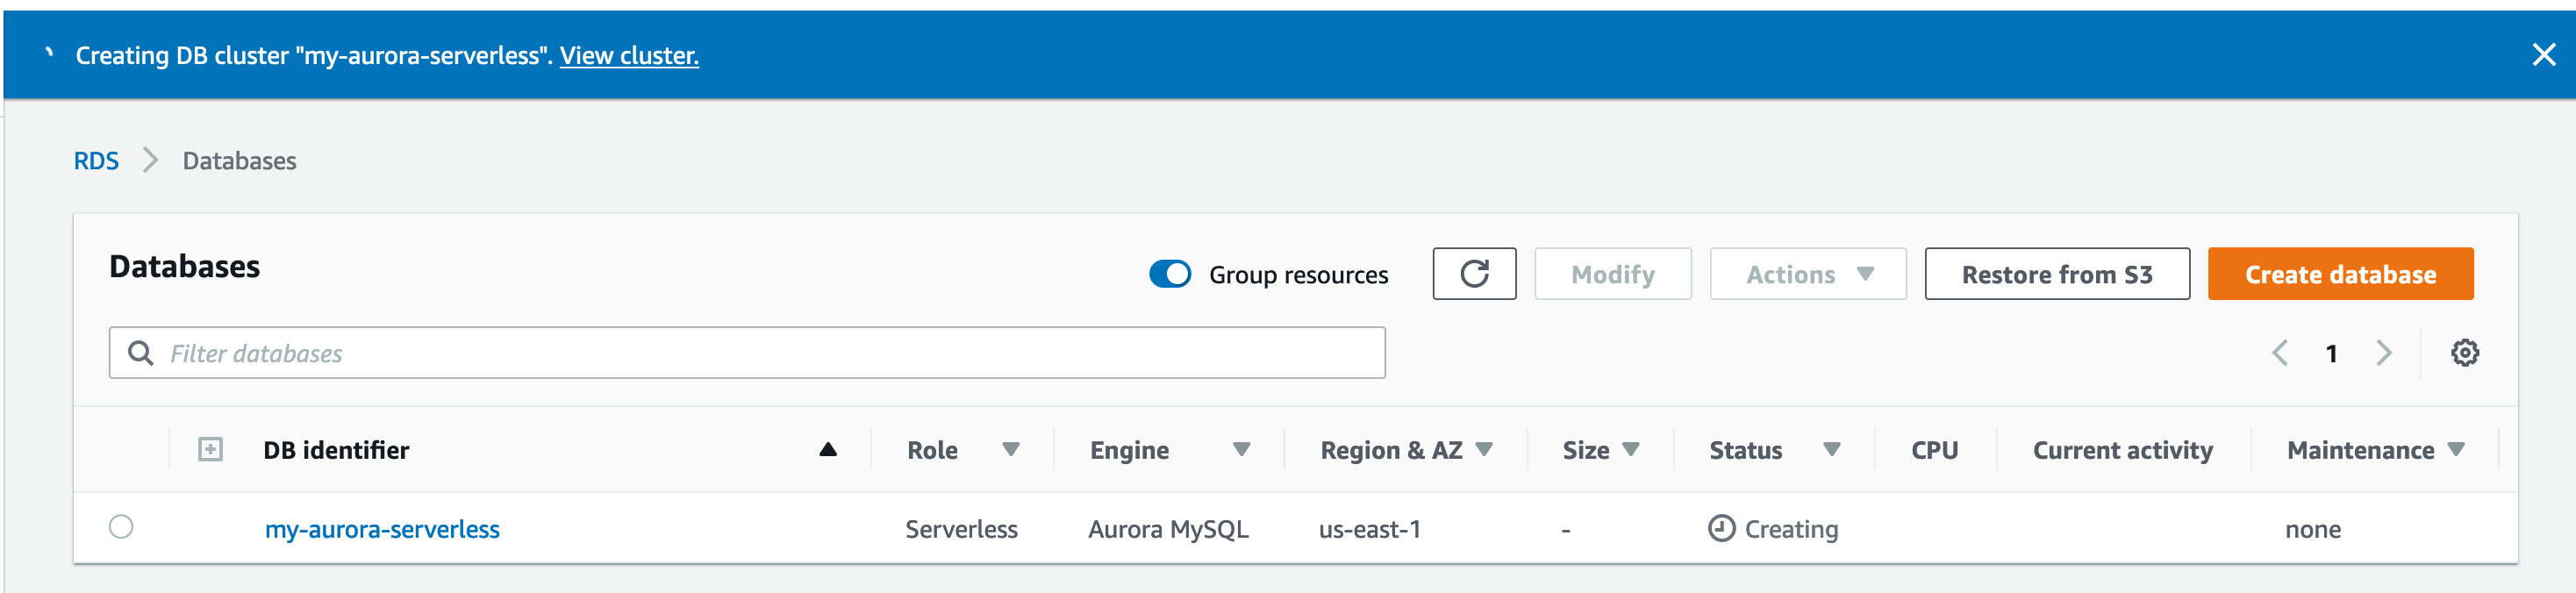 Creating DB cluster "my-aurora-serverless". View cluster.
RDS Databases
Databases Group resources Modify Actions Restore from S3 Create database
Filter databases 1
DB identifier Role Engine Region & AZ Size Status CPU Current activity Maintenance
my-aurora-serverless Serverless Aurora MySQL us-east-1 - Creating none